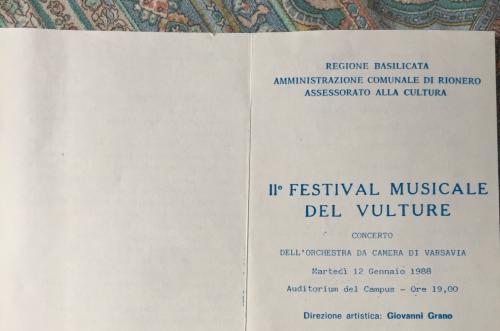 REGIONE BASILICATA
AMMINISTRAZIONE COMUNALE DI RIONERO
ASSESSORATO ALLA CULTURA
II° FESTIVAL MUSICALE
DEL VULTURE
CONCERTO
DELL'ORCHESTRA DA CAMERA DI VARSAVIA
Martedì 12 Gennaio 1988
Auditorium del Campus - Ore 19,00
Direzione artistica: Giovanni Grano